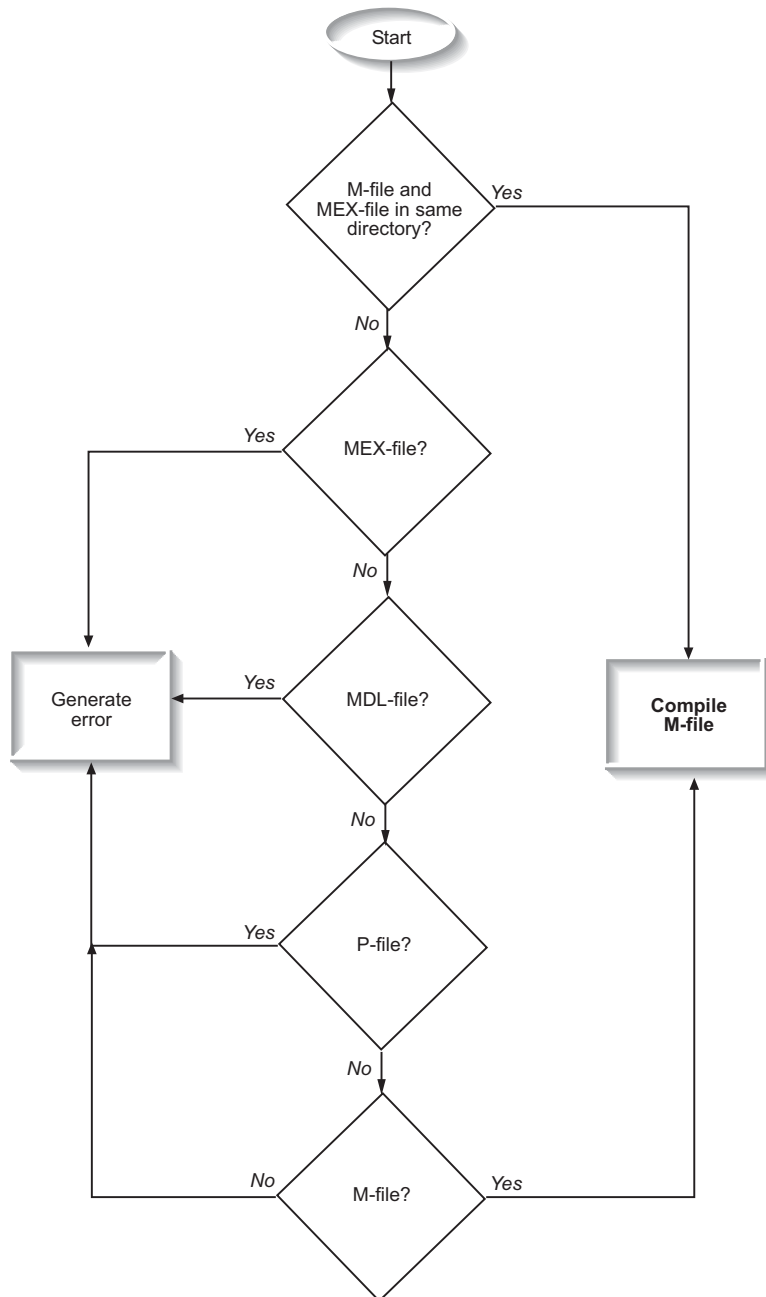 Start
M-file and
MEX-file in same
directory?
Yes
No
Yes
MEX-file?
No
Generate
error
Yes
MDL-file?
Compile
M-file
No
Yes
P-file?
No
No
M-file?
Yes